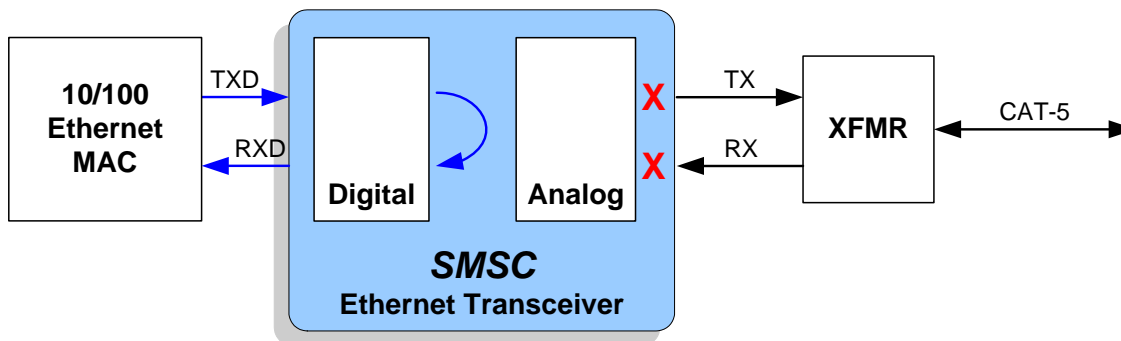 10/100
Ethernet
MAC
TXD
RXD
Digital
Analog
X
X
SMSC
Ethernet Transceiver
TX
RX
XFMR
CAT-5